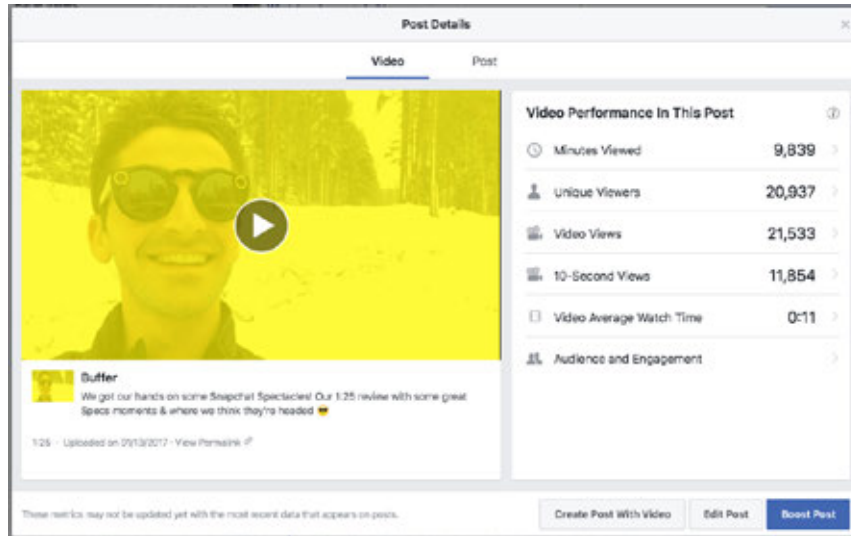 Post Details
Video Post
Video Performance In This Post
Minutes Viewed 9,839
Unique Viewers 20,937
Video Views 21,533
10-Second Views 11,854
Video Average Watch Time 0:11
Audience and Engagement
Buffer
We got our hands on some Snapchat Spectacles! Our 1:25 review with some great
Specs moments & where we think they're headed 😎
1:25 · Uploaded on 01/13/2017 · View Permalink
These metrics may not be updated yet with the most recent data that appears on posts.
Create Post With Video Edit Post Boost Post